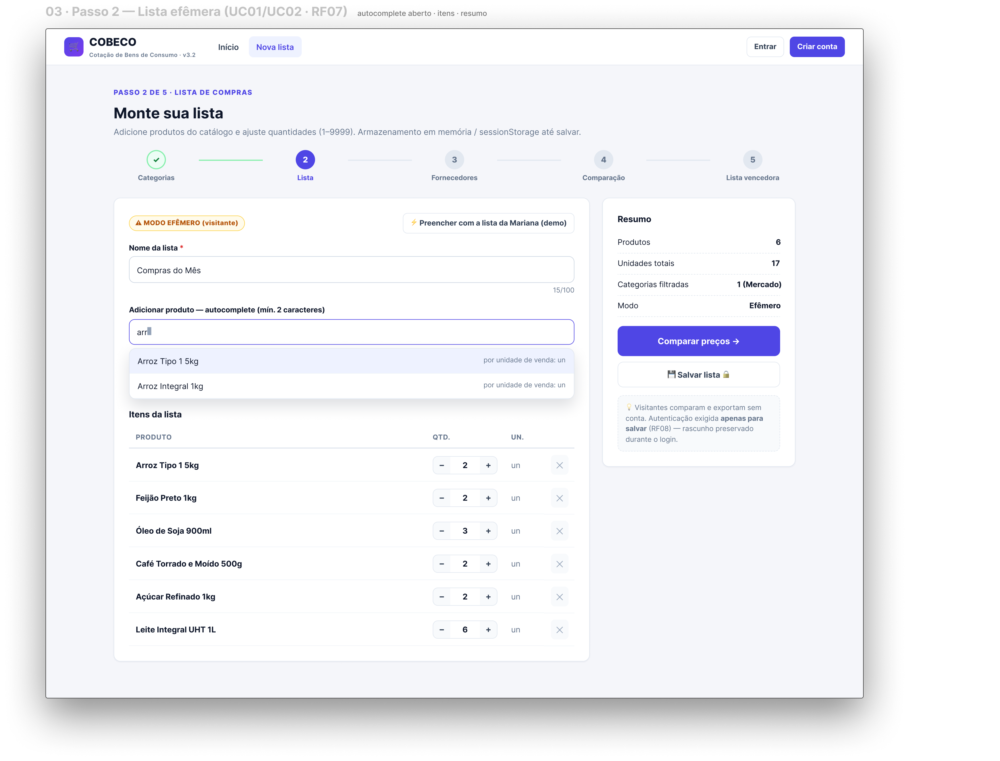 03 · Passo 2 — Lista efêmera (UC01/UC02 · RF07) autocomplete aberto · itens · resumo
COBECO
Cotação de Bens de Consumo · v3.2
Início
Nova lista
Entrar
Criar conta
PASSO 2 DE 5 · LISTA DE COMPRAS
Monte sua lista
Adicione produtos do catálogo e ajuste quantidades (1–9999). Armazenamento em memória / sessionStorage até salvar.
✓ 2 3 4 5
Categorias Lista Fornecedores Comparação Lista vencedora
⚠ MODO EFÊMERO (visitante)
⚡ Preencher com a lista da Mariana (demo)
Nome da lista *
Compras do Mês
15/100
Adicionar produto — autocomplete (mín. 2 caracteres)
arr
Arroz Tipo 1 5kg por unidade de venda: un
Arroz Integral 1kg por unidade de venda: un
Itens da lista
PRODUTO QTD. UN.
Arroz Tipo 1 5kg − 2 + un ×
Feijão Preto 1kg − 2 + un ×
Óleo de Soja 900ml − 3 + un ×
Café Torrado e Moído 500g − 2 + un ×
Açúcar Refinado 1kg − 2 + un ×
Leite Integral UHT 1L − 6 + un ×
Resumo
Produtos 6
Unidades totais 17
Categorias filtradas 1 (Mercado)
Modo Efêmero
Comparar preços →
💾 Salvar lista 🔒
💡 Visitantes comparam e exportam sem
conta. Autenticação exigida apenas para
salvar (RF08) — rascunho preservado
durante o login.